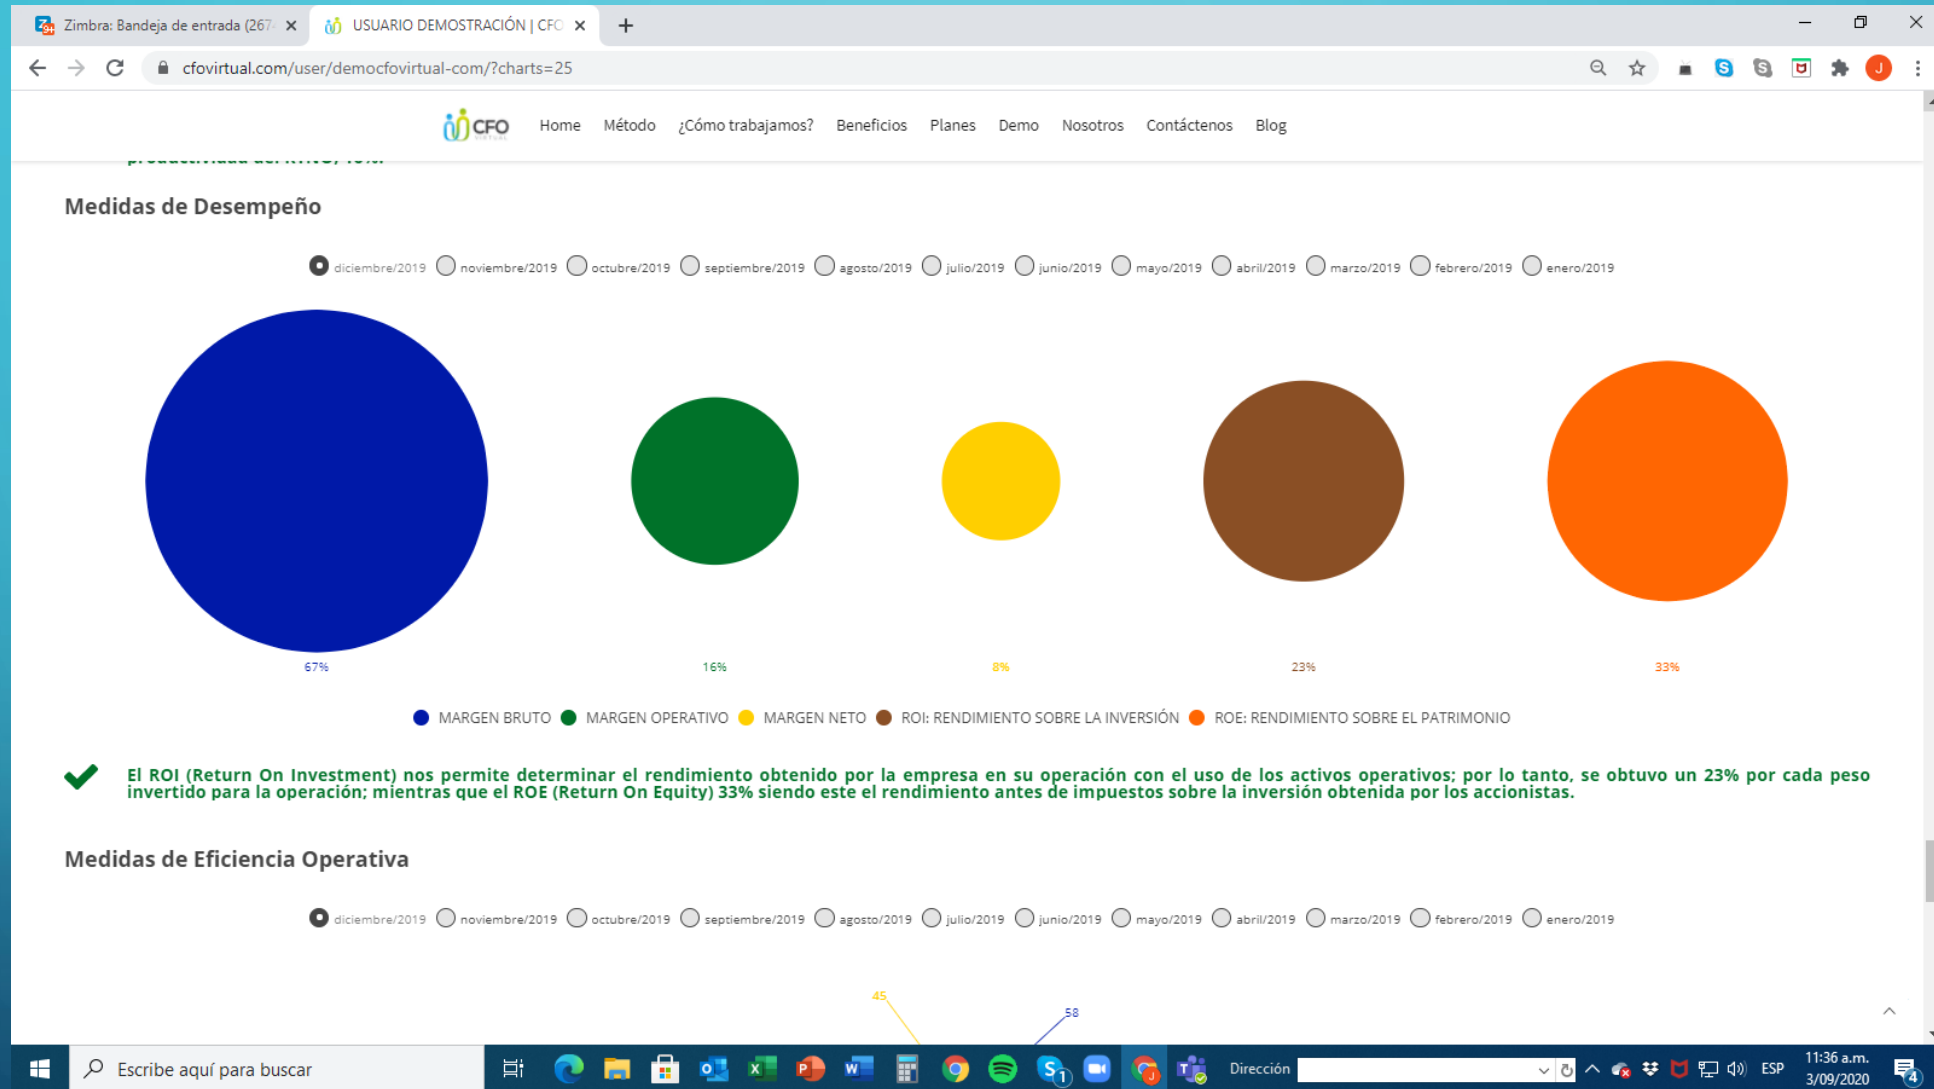 Zimbra: Bandeja de entrada (267
USUARIO DEMOSTRACIÓN | CFO
cfovirtual.com/user/democfovirtual-com/?charts=25
J
CFO
VIRTUAL
Home Método ¿Cómo trabajamos? Beneficios Planes Demo Nosotros Contáctenos Blog
Medidas de Desempeño
diciembre/2019 noviembre/2019 octubre/2019 septiembre/2019 agosto/2019 julio/2019 junio/2019 mayo/2019 abril/2019 marzo/2019 febrero/2019 enero/2019
67% 16% 8% 23% 33%
MARGEN BRUTO MARGEN OPERATIVO MARGEN NETO ROI: RENDIMIENTO SOBRE LA INVERSIÓN ROE: RENDIMIENTO SOBRE EL PATRIMONIO
El ROI (Return On Investment) nos permite determinar el rendimiento obtenido por la empresa en su operación con el uso de los activos operativos; por lo tanto, se obtuvo un 23% por cada peso
invertido para la operación; mientras que el ROE (Return On Equity) 33% siendo este el rendimiento antes de impuestos sobre la inversión obtenida por los accionistas.
Medidas de Eficiencia Operativa
diciembre/2019 noviembre/2019 octubre/2019 septiembre/2019 agosto/2019 julio/2019 junio/2019 mayo/2019 abril/2019 marzo/2019 febrero/2019 enero/2019
45
58
Escribe aquí para buscar
Dirección
ESP
11:36 a.m.
3/09/2020
4